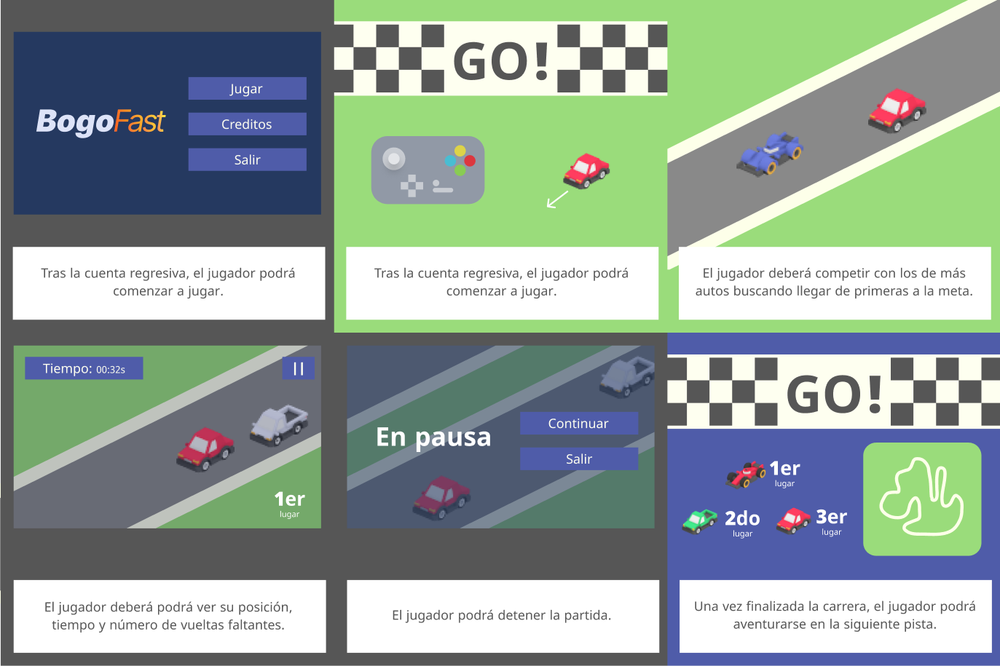 BogoFast
Jugar
Creditos
Salir
Tras la cuenta regresiva, el jugador podrá
comenzar a jugar.
GO!
Tras la cuenta regresiva, el jugador podrá
comenzar a jugar.
El jugador deberá competir con los de más
autos buscando llegar de primeras a la meta.
Tiempo: 00:32s
1er
lugar
El jugador deberá podrá ver su posición,
tiempo y número de vueltas faltantes.
En pausa
Continuar
Salir
El jugador podrá detener la partida.
GO!
1er
lugar
2do
lugar
3er
lugar
Una vez finalizada la carrera, el jugador podrá
aventurarse en la siguiente pista.